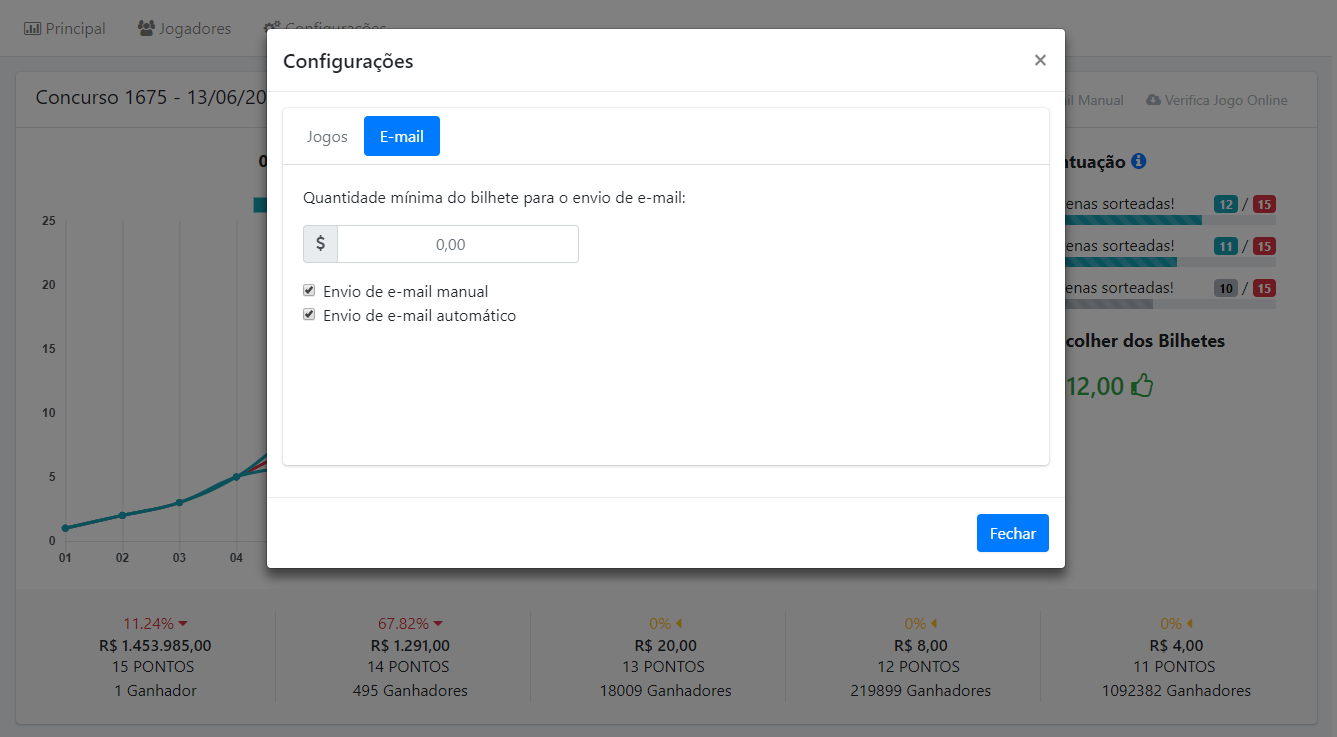 Principal Jogadores Configurações
Configurações ×
Concurso 1675 - 13/06/20
Manual Verifica Jogo Online
Jogos E-mail
Quantidade mínima do bilhete para o envio de e-mail:
$ 0,00
Envio de e-mail manual
Envio de e-mail automático
Fechar
0
25
20
15
10
5
0
01 02 03 04
tuação
enas sorteadas! 12 / 15
enas sorteadas! 11 / 15
enas sorteadas! 10 / 15
colher dos Bilhetes
12,00
11.24%
R$ 1.453.985,00
15 PONTOS
1 Ganhador
67.82%
R$ 1.291,00
14 PONTOS
495 Ganhadores
0%
R$ 20,00
13 PONTOS
18009 Ganhadores
0%
R$ 8,00
12 PONTOS
219899 Ganhadores
0%
R$ 4,00
11 PONTOS
1092382 Ganhadores